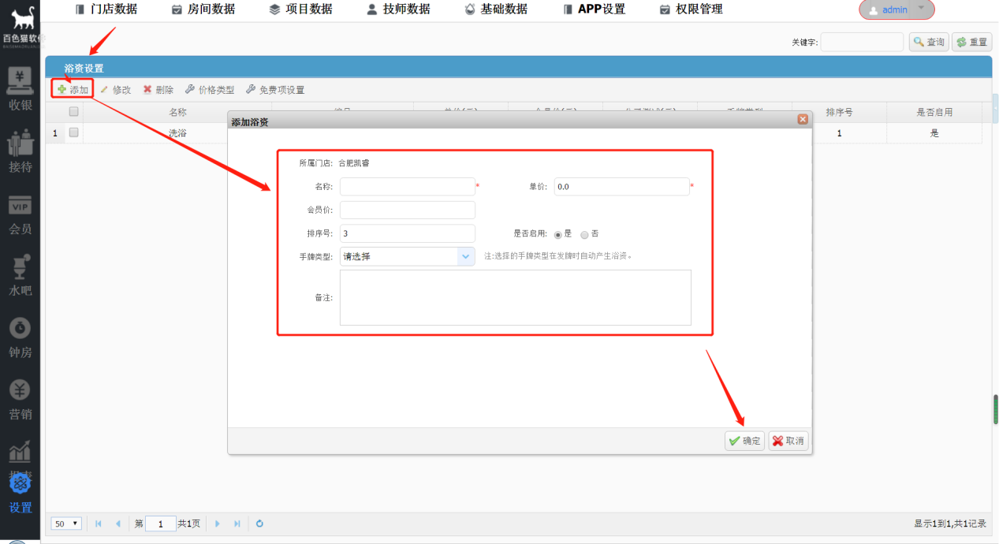 门店数据 房间数据 项目数据 技师数据 基础数据 APP设置 权限管理 admin
百色猫软件
关键字: 查询 重置
浴资设置
添加 修改 删除 价格类型 免费项设置
名称 排序号 是否启用
1 洗浴 1 是
添加浴资
所属门店: 合肥凯睿
名称: * 单价: 0.0 *
会员价:
排序号: 3 是否启用: 是 否
手牌类型: 请选择 注:选择的手牌类型在发牌时自动产生浴资。
备注:
确定 取消
收银
接待
VIP
会员
水吧
钟房
营销
设置
50 第 1 共1页 显示1到1,共1记录